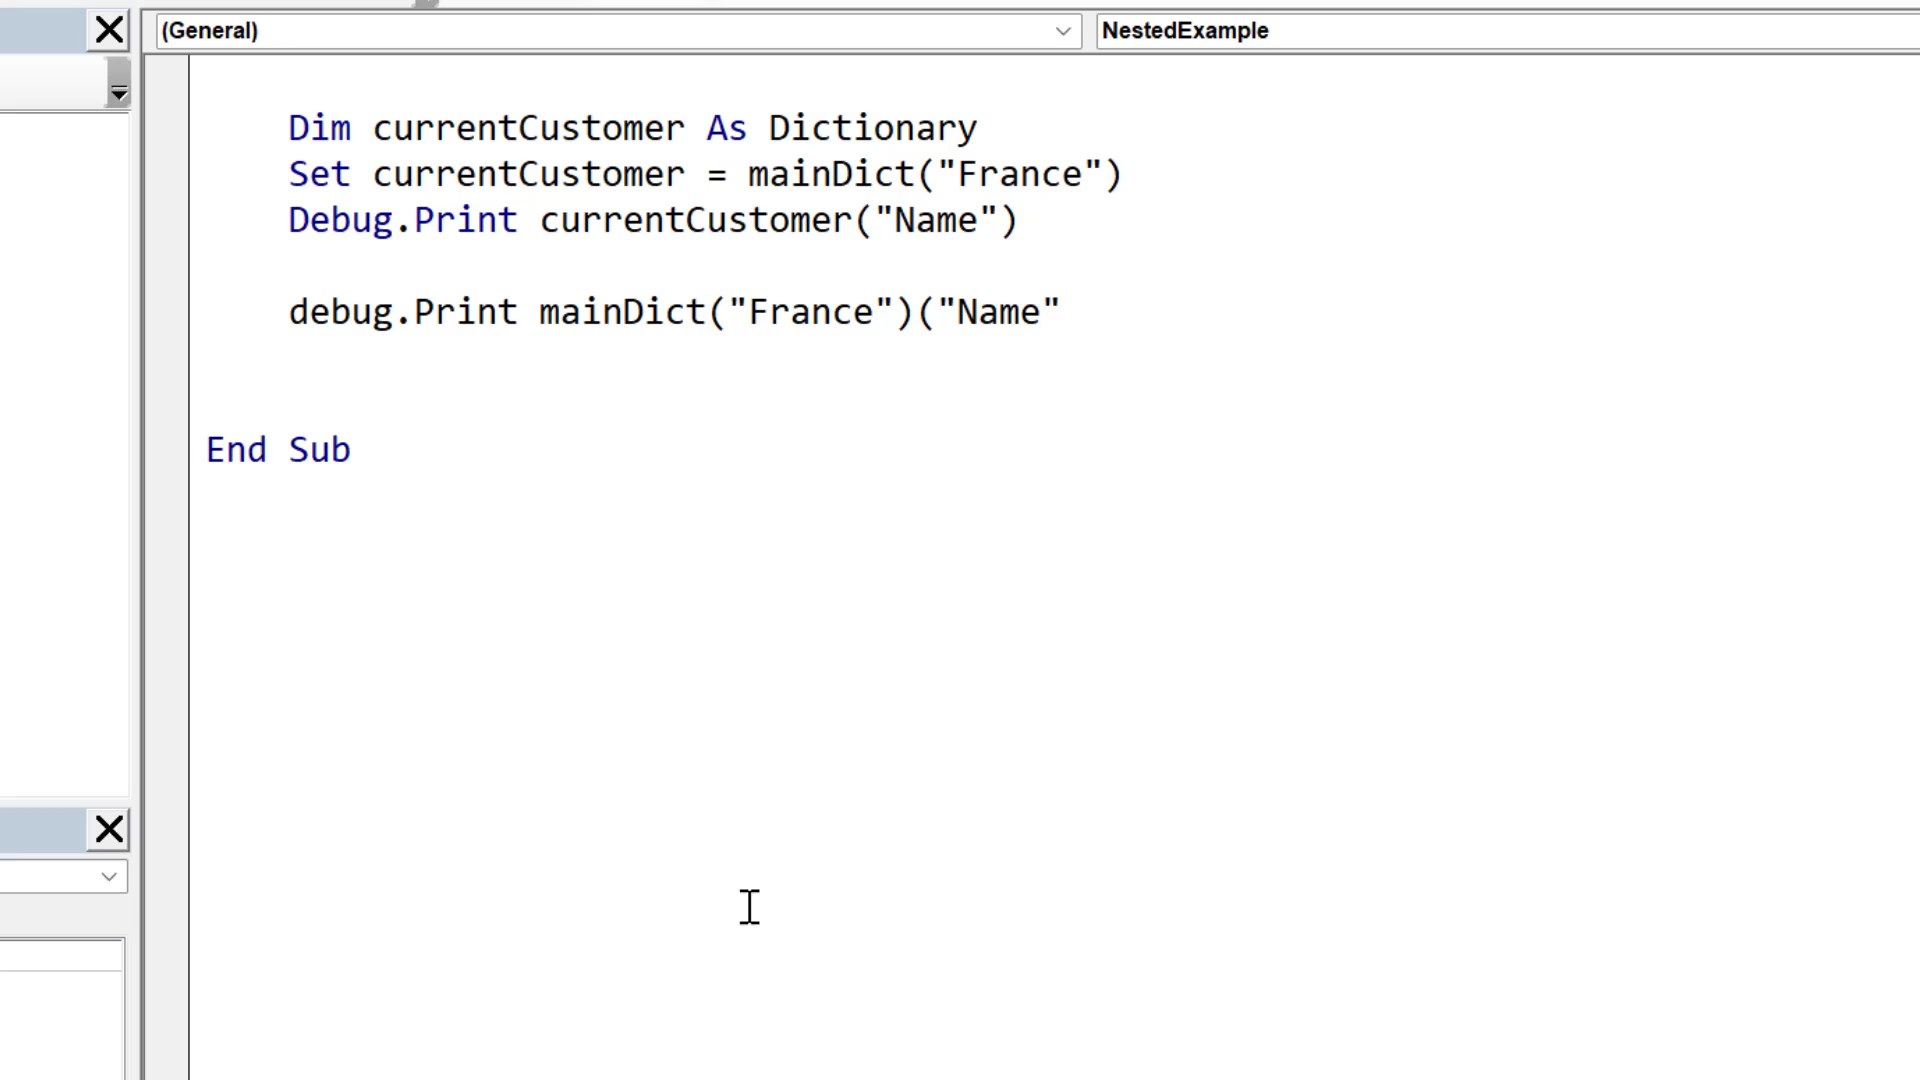 (General)
NestedExample
Dim currentCustomer As Dictionary
Set currentCustomer = mainDict("France")
Debug.Print currentCustomer("Name")
debug.Print mainDict("France")("Name"
End Sub